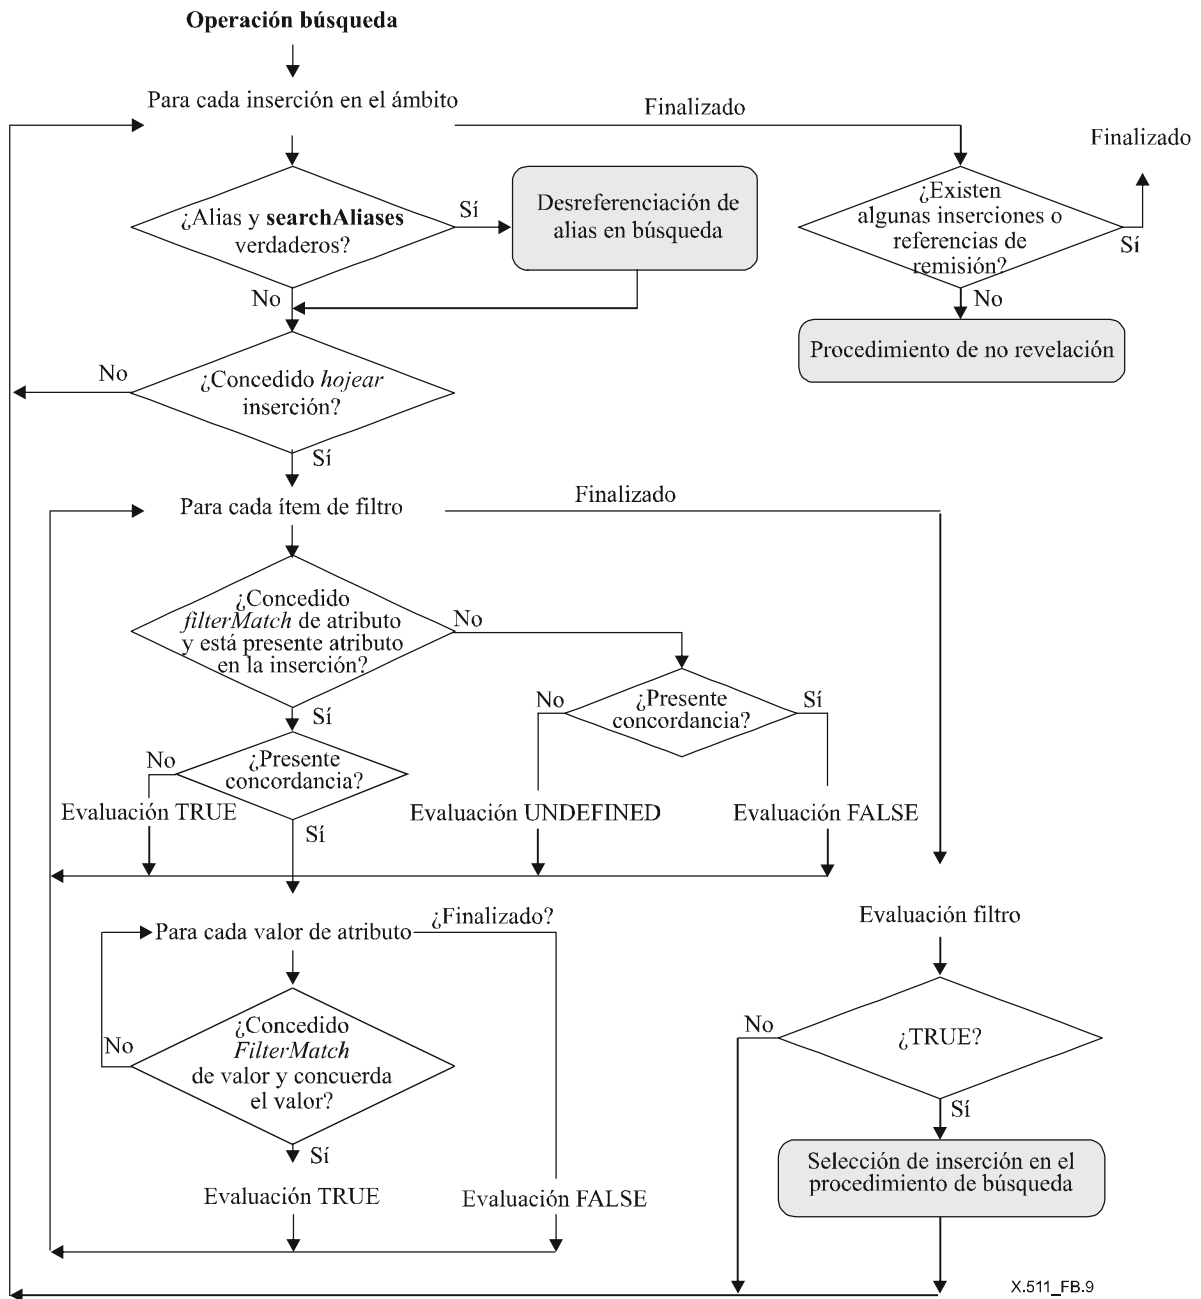 Operación búsqueda
Para cada inserción en el ámbito
Finalizado
Finalizado
¿Alias y searchAliases
verdaderos?
Sí
Desreferenciación de
alias en búsqueda
¿Existen
algunas inserciones o
referencias de
remisión?
Sí
No
No
Procedimiento de no revelación
No
¿Concedido hojear
inserción?
Sí
Para cada ítem de filtro
Finalizado
¿Concedido
filterMatch de atributo
y está presente atributo
en la inserción?
No
Sí
No
¿Presente
concordancia?
Sí
No
¿Presente
concordancia?
Evaluación TRUE
Evaluación UNDEFINED
Evaluación FALSE
Sí
Para cada valor de atributo
¿Finalizado?
Evaluación filtro
¿Concedido
FilterMatch
de valor y concuerda
el valor?
No
No
¿TRUE?
Sí
Sí
Evaluación TRUE
Evaluación FALSE
Selección de inserción en el
procedimiento de búsqueda
X.511_FB.9